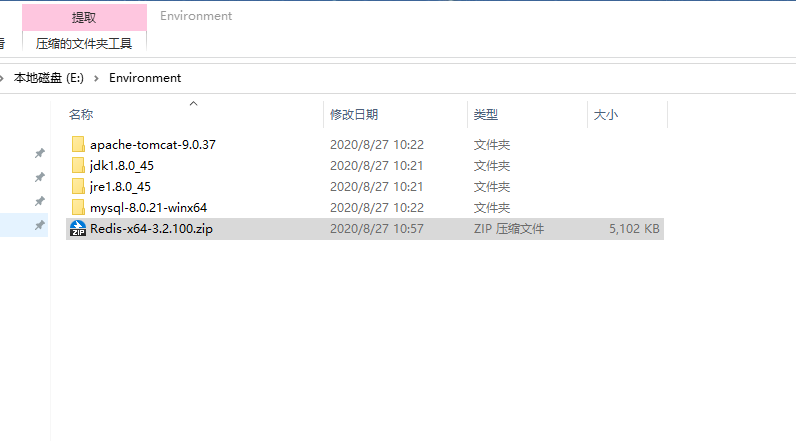 提取 Environment
压缩的文件夹工具
本地磁盘 (E:) Environment
名称 修改日期 类型 大小
apache-tomcat-9.0.37 2020/8/27 10:22 文件夹
jdk1.8.0_45 2020/8/27 10:21 文件夹
jre1.8.0_45 2020/8/27 10:21 文件夹
mysql-8.0.21-winx64 2020/8/27 10:22 文件夹
ZIP Redis-x64-3.2.100.zip 2020/8/27 10:57 ZIP 压缩文件 5,102 KB